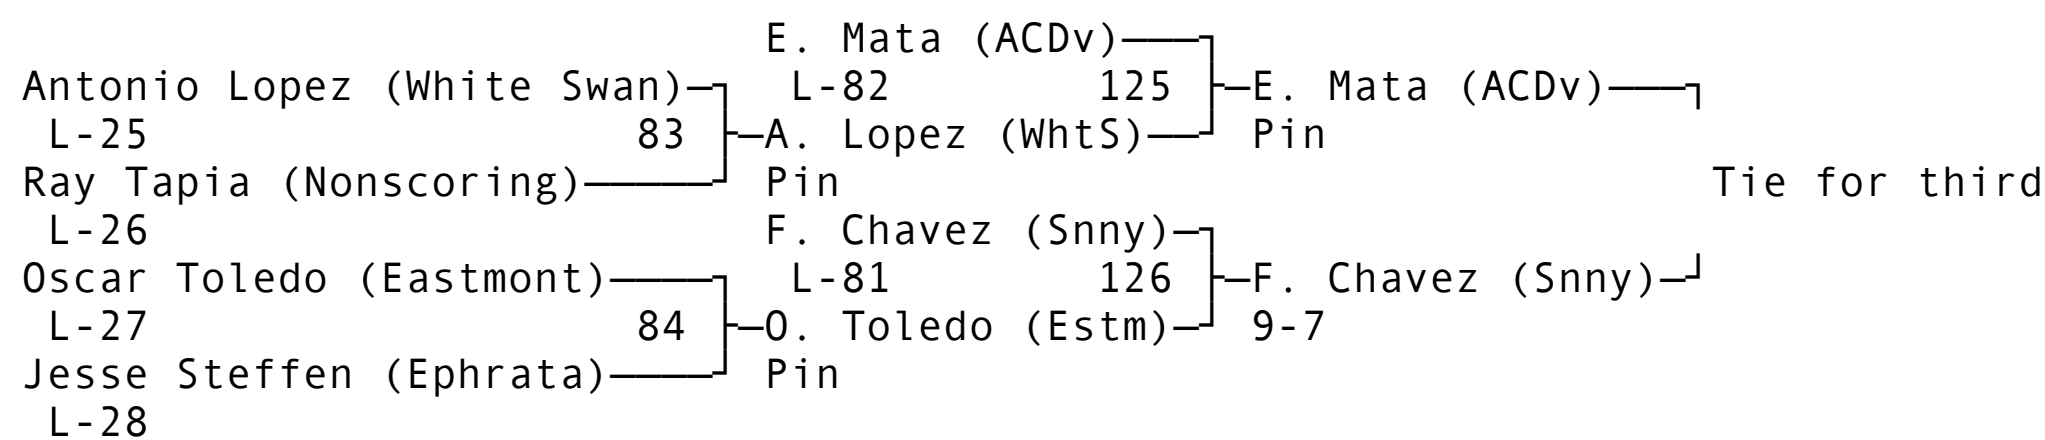 E. Mata (ACDv)
Antonio Lopez (White Swan) L-82 125 E. Mata (ACDv)
L-25 83 A. Lopez (WhtS) Pin
Ray Tapia (Nonscoring) Pin Tie for third
L-26 F. Chavez (Snny)
Oscar Toledo (Eastmont) L-81 126 F. Chavez (Snny)
L-27 84 O. Toledo (Estm) 9-7
Jesse Steffen (Ephrata) Pin
L-28